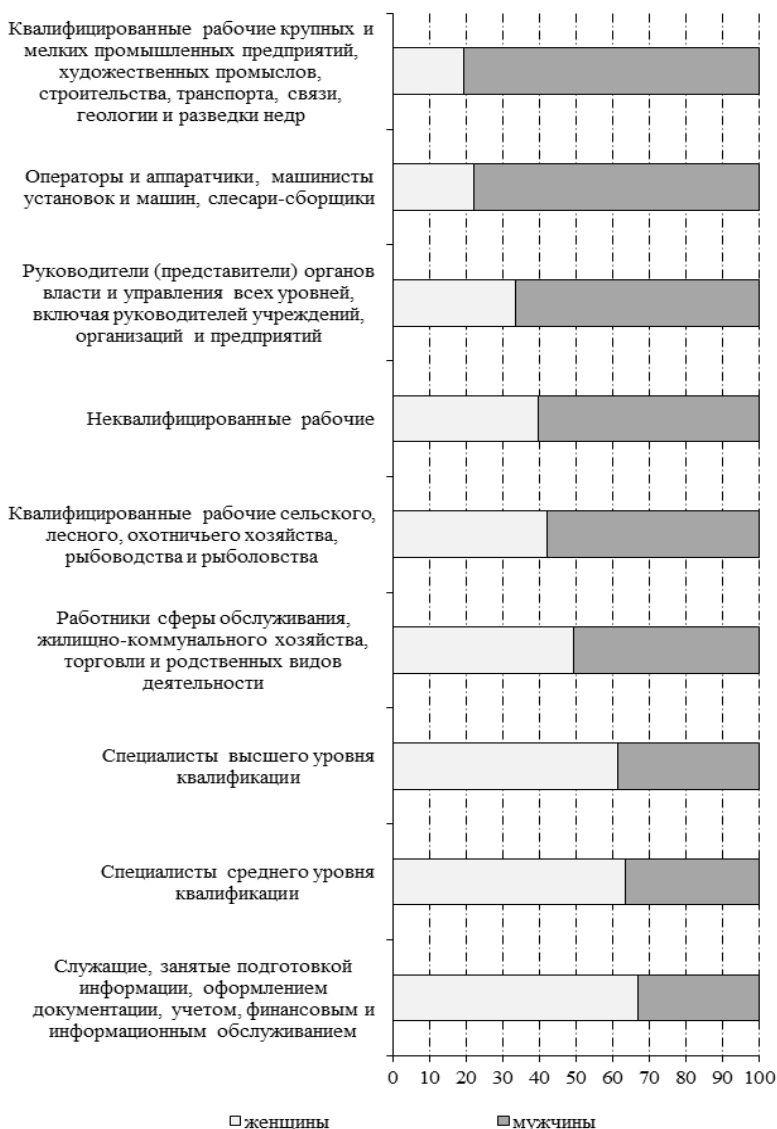 Квалифицированные рабочие крупных и
мелких промышленных предприятий,
художественных промыслов,
строительства, транспорта, связи,
геологии и разведки недр
Операторы и аппаратчики, машинисты
установок и машин, слесари-сборщики
Руководители (представители) органов
власти и управления всех уровней,
включая руководителей учреждений,
организаций и предприятий
Неквалифицированные рабочие
Квалифицированные рабочие сельского,
лесного, охотничьего хозяйства,
рыбоводства и рыболовства
Работники сферы обслуживания,
жилищно-коммунального хозяйства,
торговли и родственных видов
деятельности
Специалисты высшего уровня
квалификации
Специалисты среднего уровня
квалификации
Служащие, занятые подготовкой
информации, оформлением
документации, учетом, финансовым и
информационным обслуживанием
0 10 20 30 40 50 60 70 80 90 100
женщины мужчины